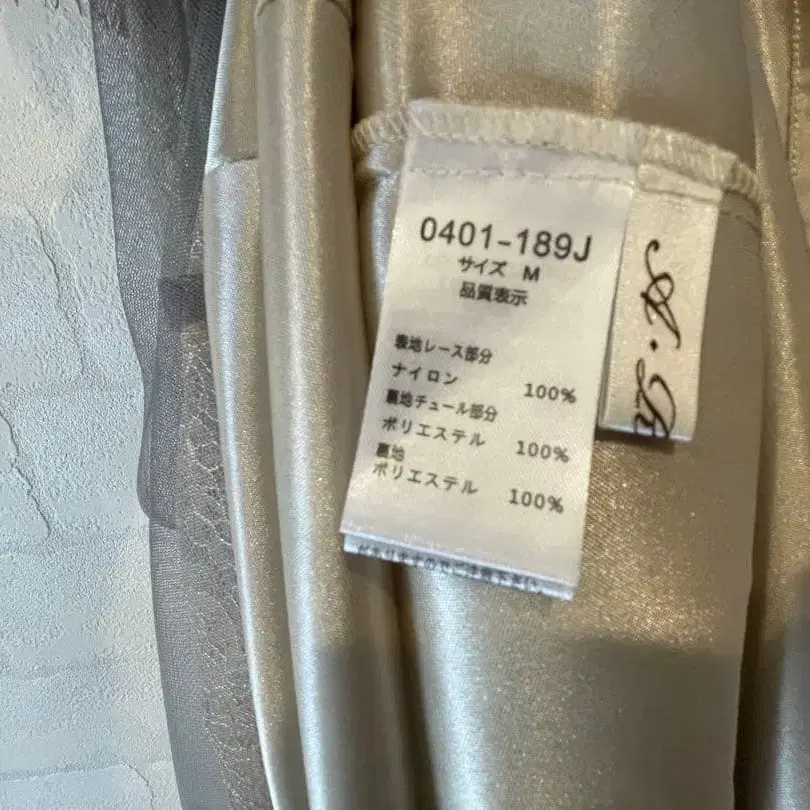 0401-189J
サイズ M
品質表示
表地レース部分
ナイロン 100%
裏地チュール部分
ポリエステル 100%
裏地
ポリエステル 100%
A・R